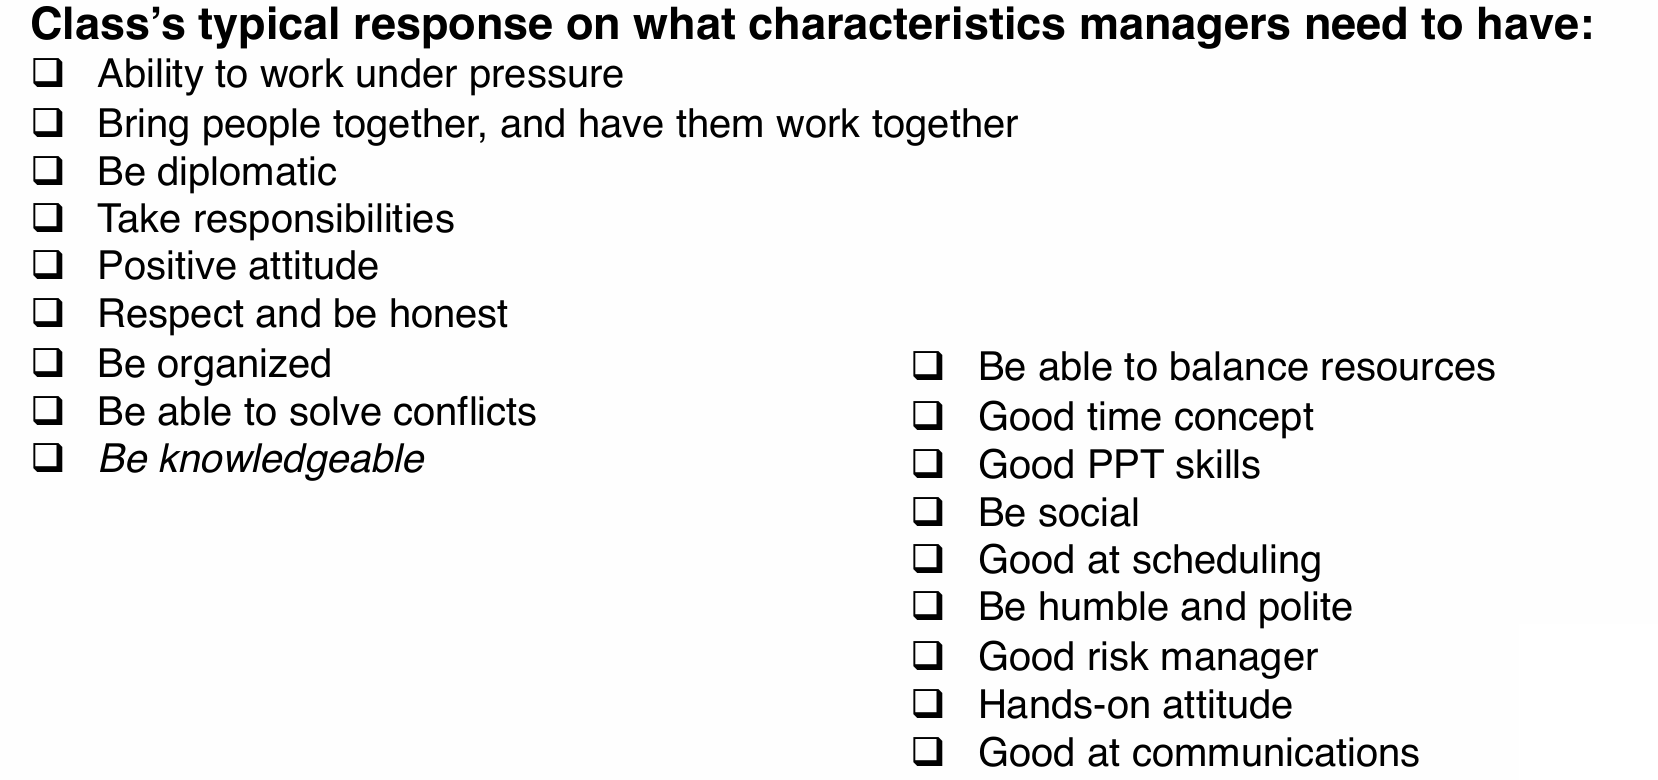 Class’s typical response on what characteristics managers need to have:
❑ Ability to work under pressure
❑ Bring people together, and have them work together
❑ Be diplomatic
❑ Take responsibilities
❑ Positive attitude
❑ Respect and be honest
❑ Be organized
❑ Be able to solve conflicts
❑ Be knowledgeable
❑ Be able to balance resources
❑ Good time concept
❑ Good PPT skills
❑ Be social
❑ Good at scheduling
❑ Be humble and polite
❑ Good risk manager
❑ Hands-on attitude
❑ Good at communications